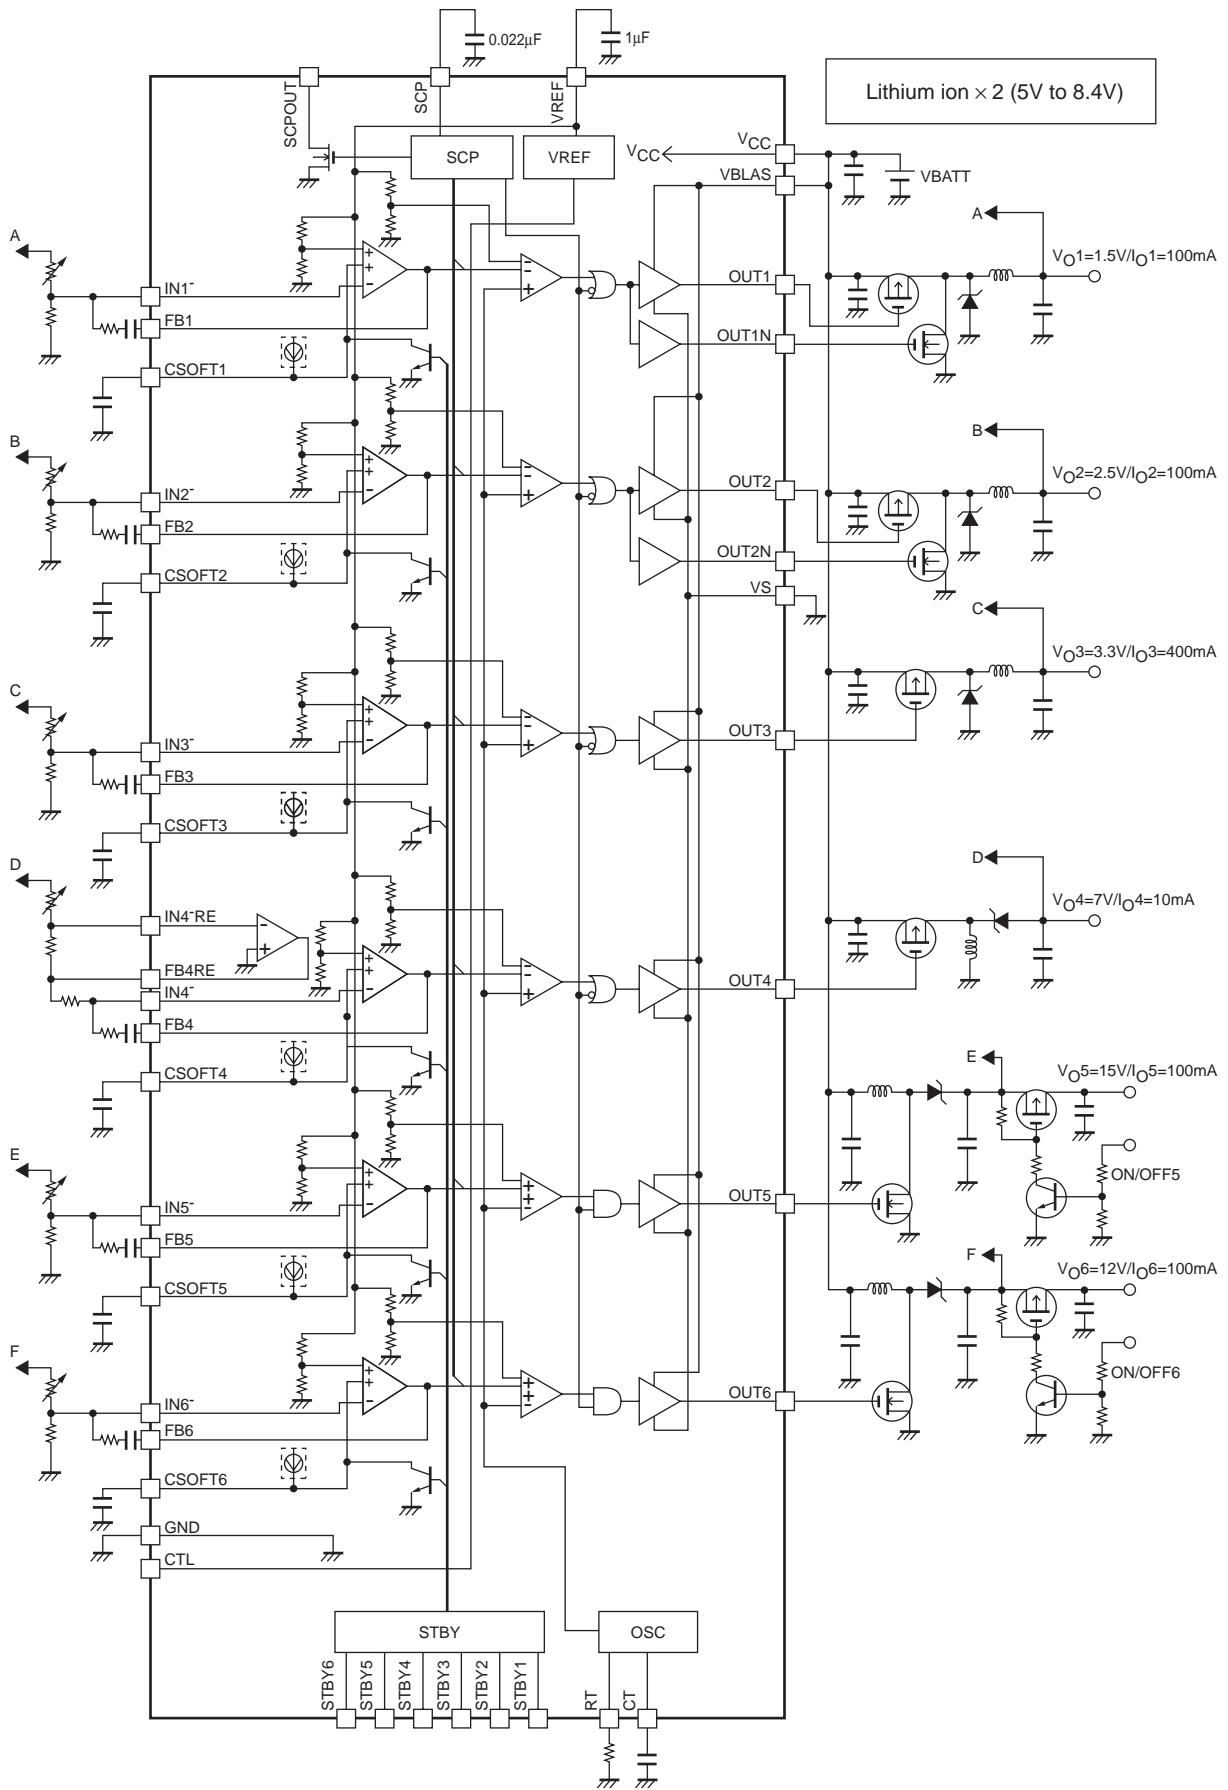 0.022µF
1µF
Lithium ion × 2 (5V to 8.4V)
SCPOUT
SCP
VREF
SCP
VREF
VCC
VCC
VBLAS
VBATT
A
A
VO1=1.5V/IO1=100mA
IN1-
OUT1
FB1
OUT1N
CSOFT1
B
B
VO2=2.5V/IO2=100mA
IN2-
OUT2
FB2
OUT2N
CSOFT2
VS
C
VO3=3.3V/IO3=400mA
C
IN3-
OUT3
FB3
CSOFT3
D
D
VO4=7V/IO4=10mA
IN4-RE
FB4RE
IN4-
OUT4
FB4
CSOFT4
E
VO5=15V/IO5=100mA
E
ON/OFF5
IN5-
OUT5
FB5
CSOFT5
F
VO6=12V/IO6=100mA
F
ON/OFF6
IN6-
OUT6
FB6
CSOFT6
GND
CTL
STBY
OSC
STBY6
STBY5
STBY4
STBY3
STBY2
STBY1
RT
CT